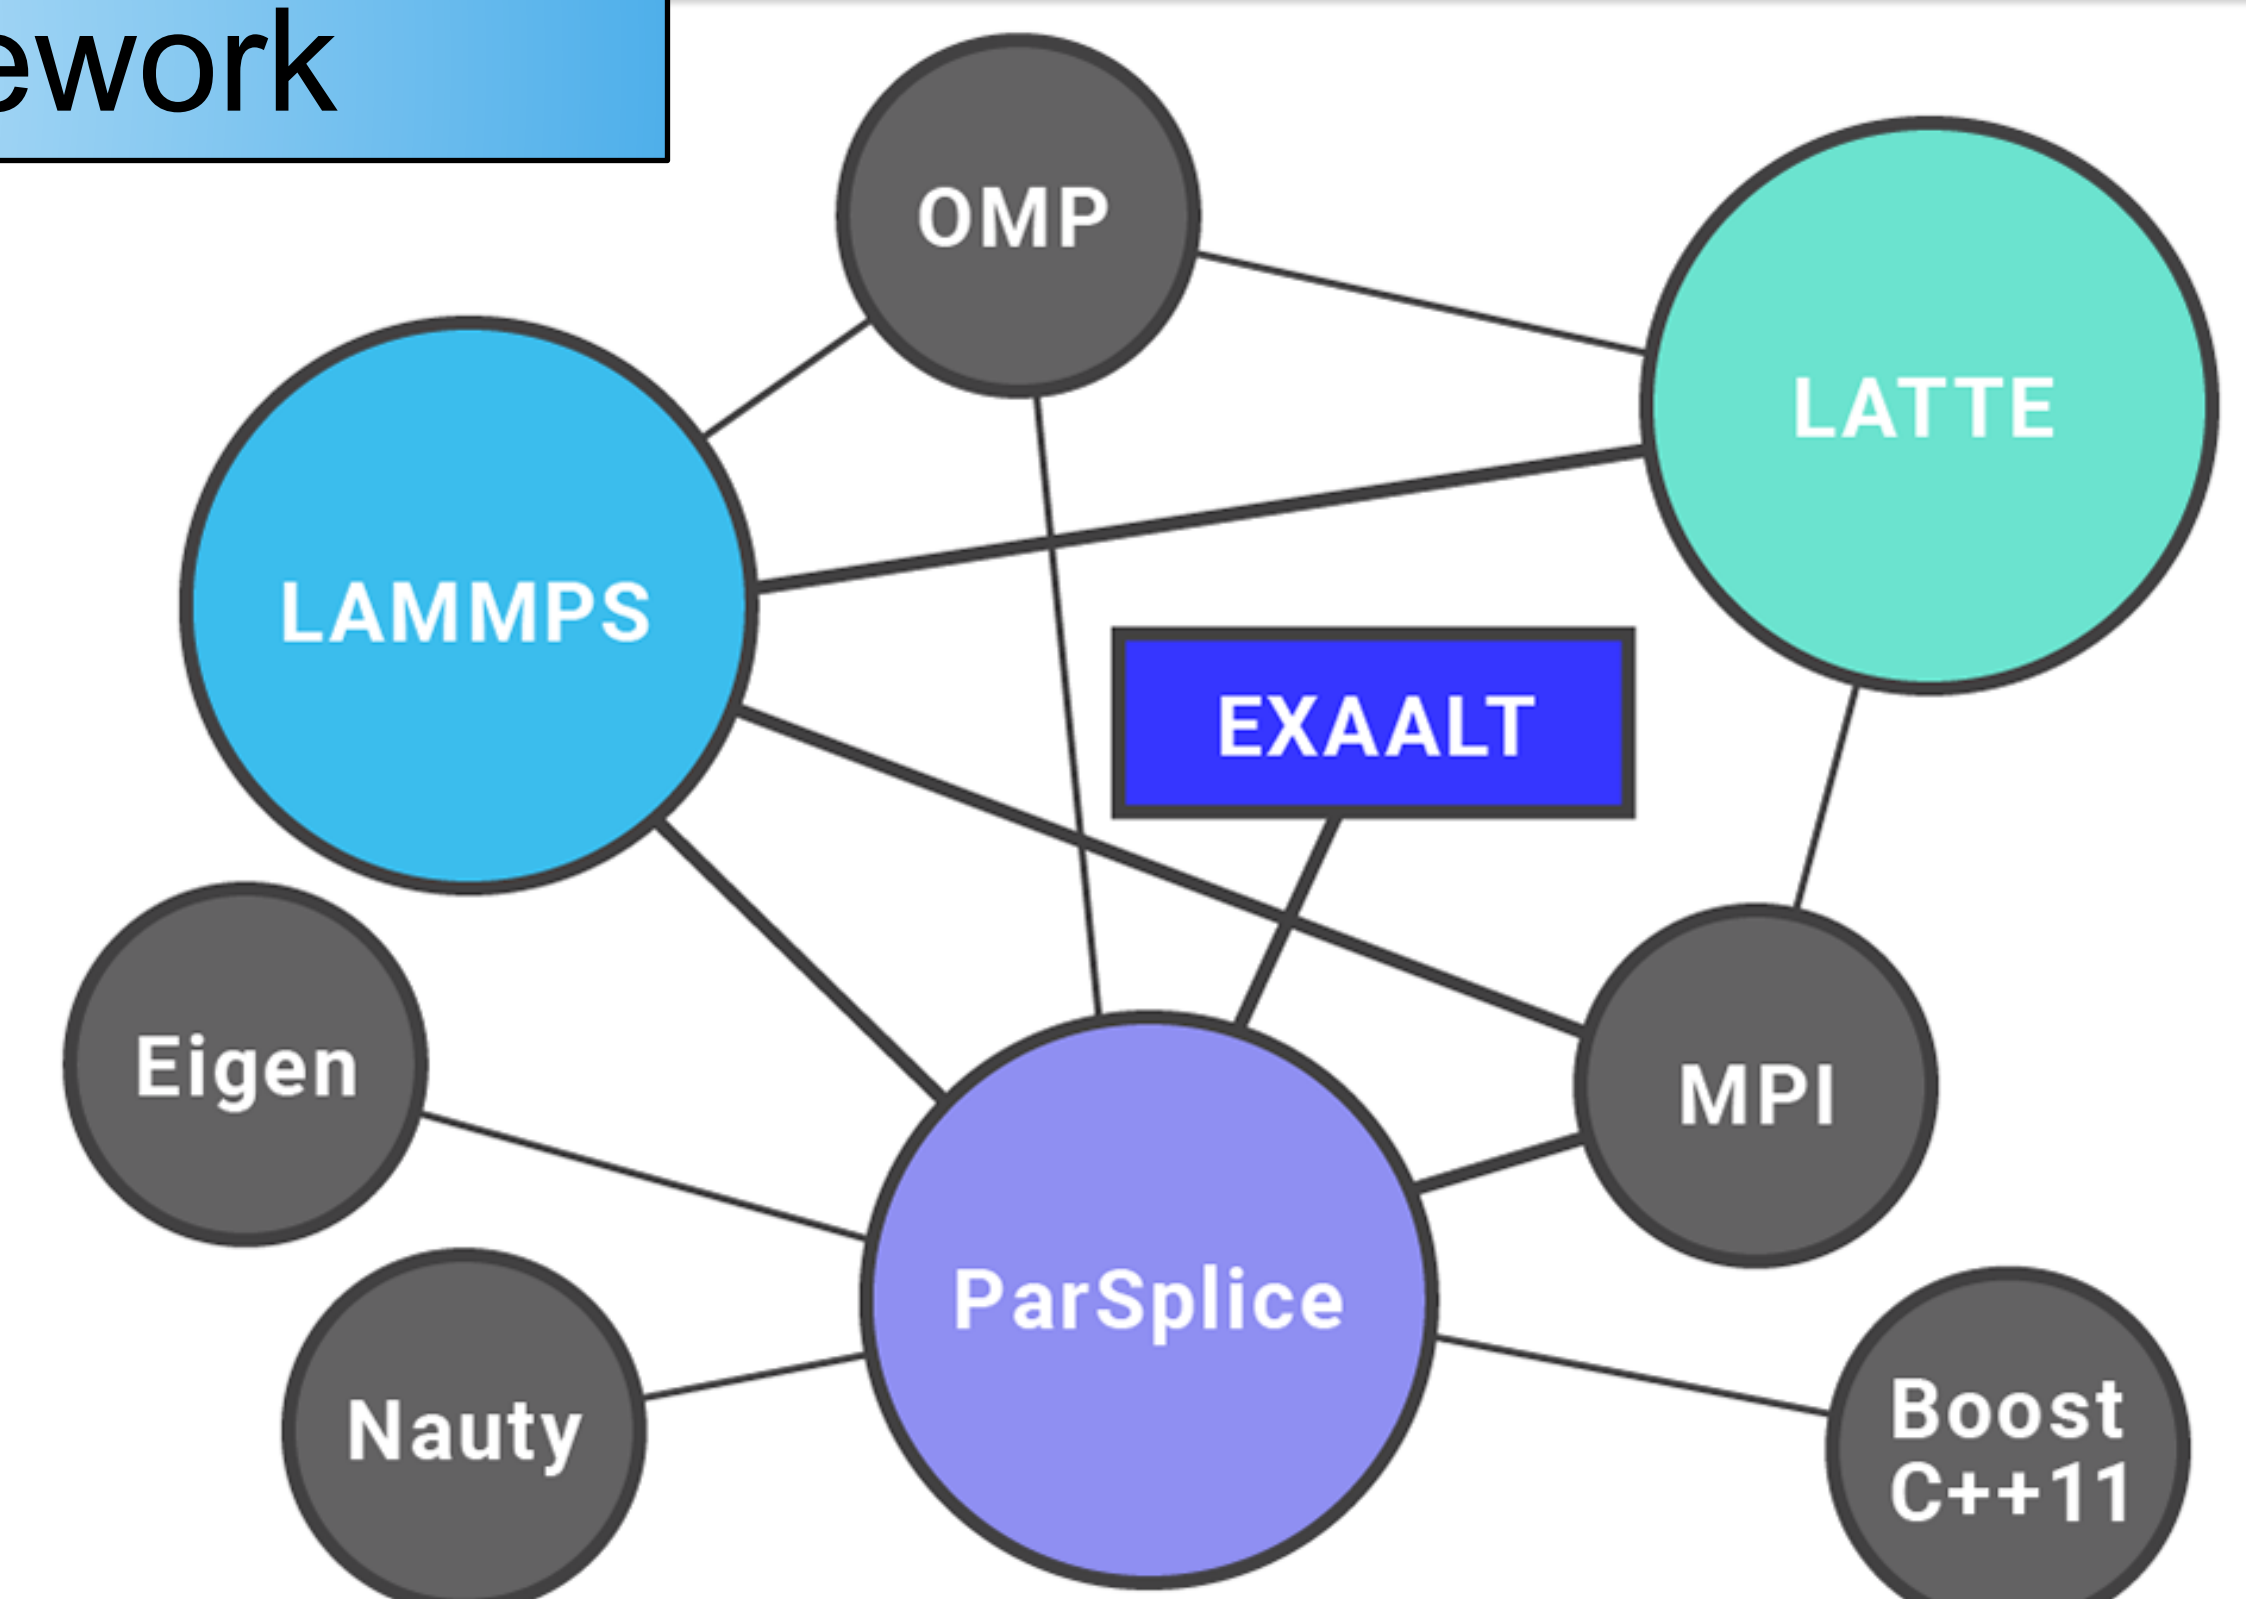 ework
OMP
LATTE
LAMMPS
EXAALT
Eigen
MPI
ParSplice
Nauty
Boost
C++11